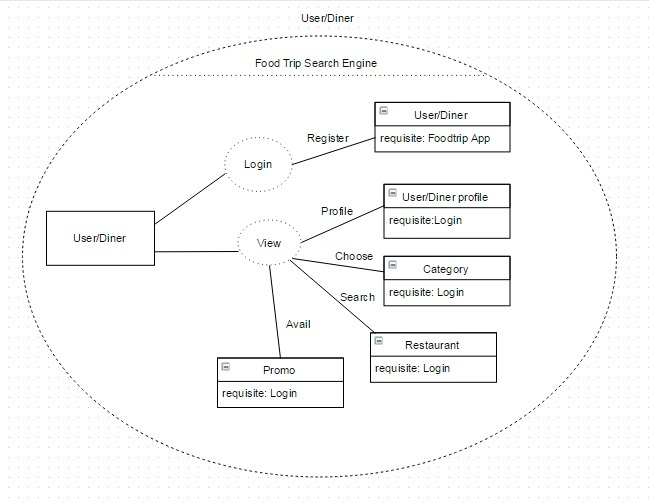 User/Diner
Food Trip Search Engine
User/Diner
requisite: Foodtrip App
Register
Login
User/Diner profile
requisite:Login
Profile
User/Diner
View
Choose
Category
requisite: Login
Search
Avail
Restaurant
requisite: Login
Promo
requisite: Login